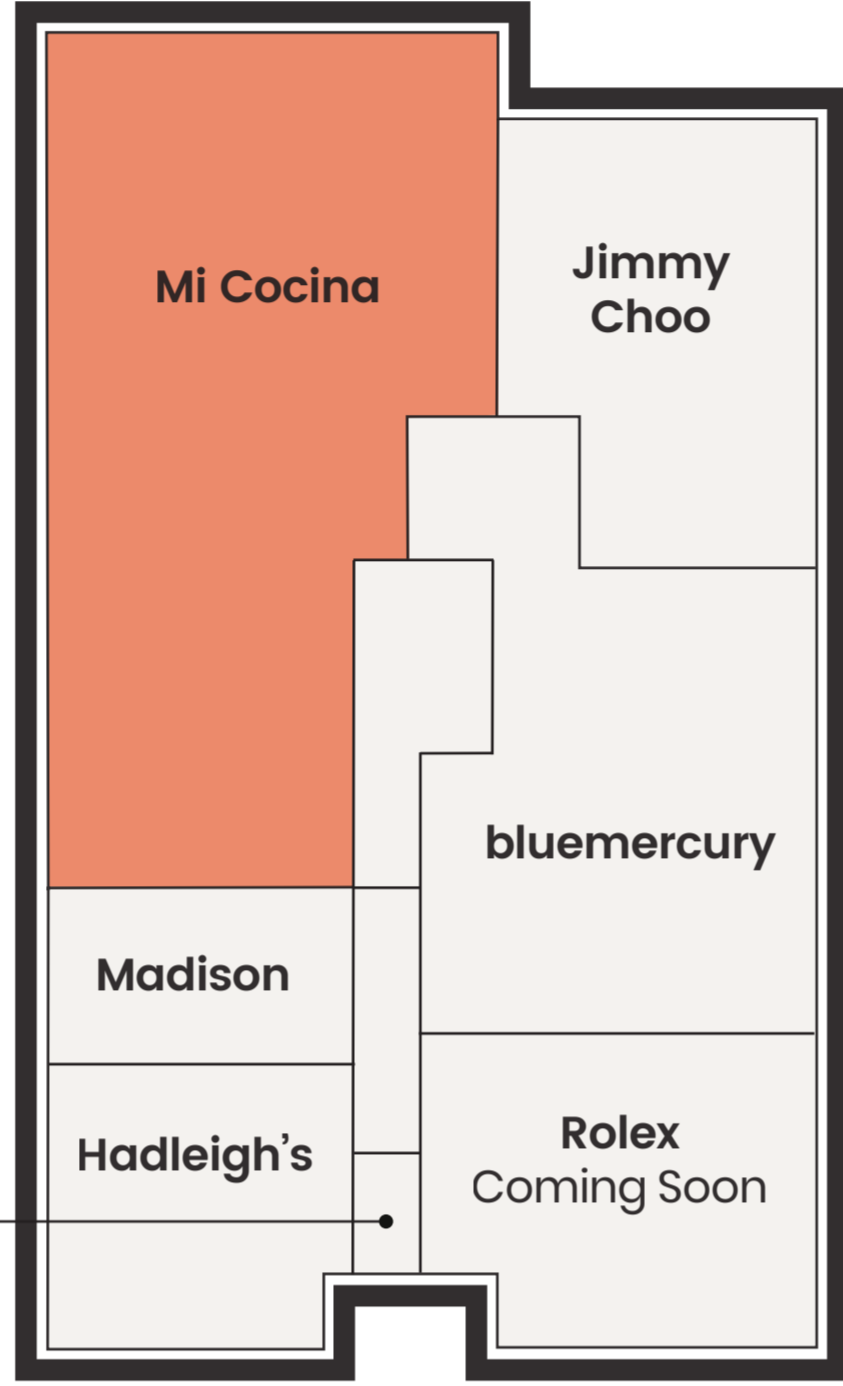 Mi Cocina
Jimmy
Choo
bluemercury
Madison
Hadleigh’s
Rolex
Coming Soon